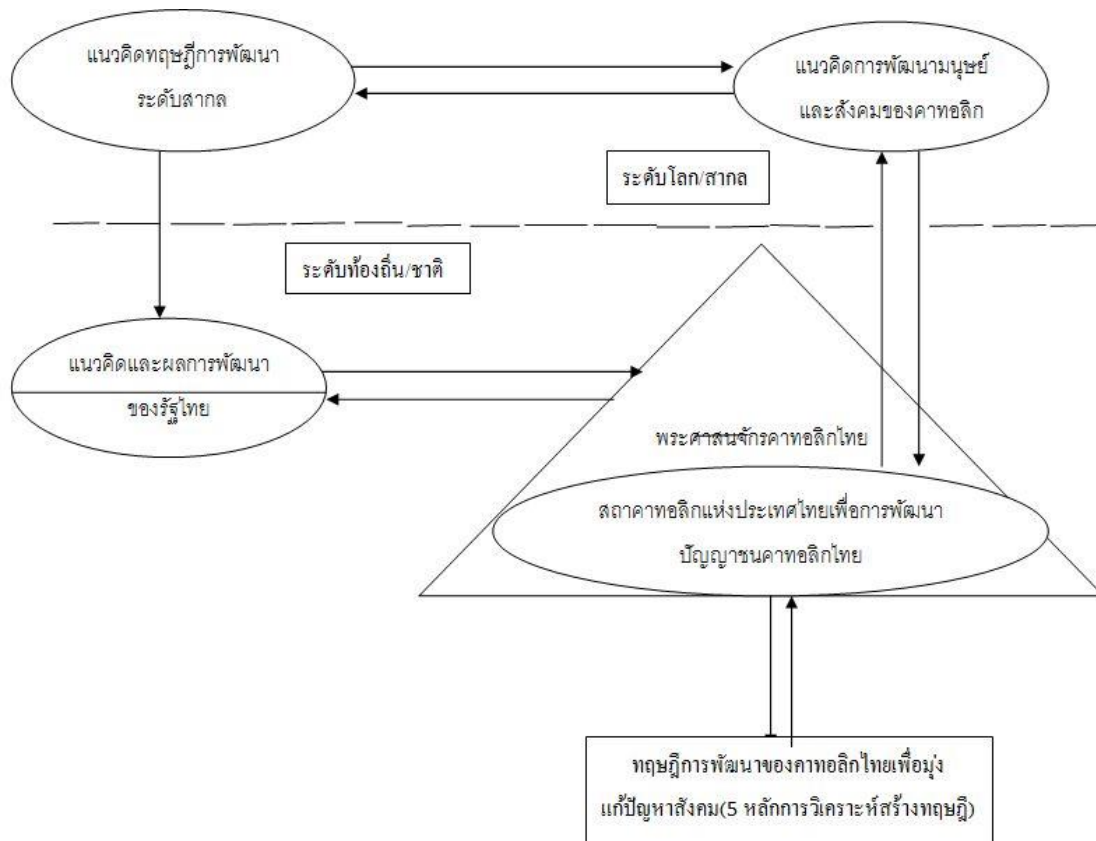 แนวคิดทฤษฎีการพัฒนา
ระดับสากล
แนวคิดการพัฒนามนุษย์
และสังคมของคาทอลิก
ระดับโลก/สากล
ระดับท้องถิ่น/ชาติ
แนวคิดและผลการพัฒนา
ของรัฐไทย
พระศาสนจักรคาทอลิกไทย
สถาคาทอลิกแห่งประเทศไทยเพื่อการพัฒนา
ปัญญาชนคาทอลิกไทย
ทฤษฎีการพัฒนาของคาทอลิกไทยเพื่อมุ่ง
แก้ปัญหาสังคม(5 หลักการวิเคราะห์สร้างทฤษฎี)